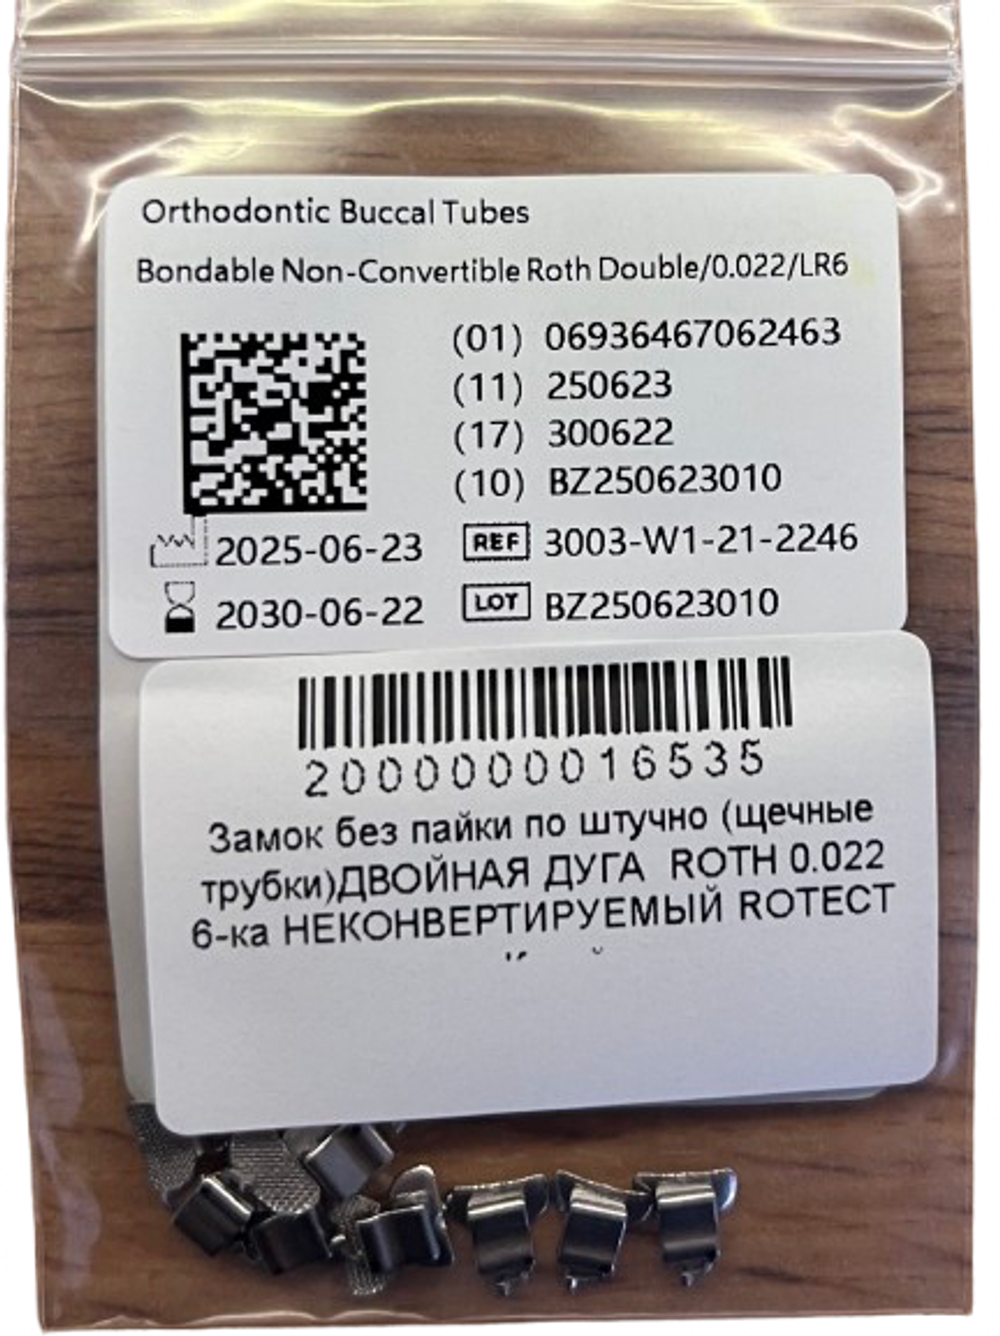 Orthodontic Buccal Tubes
Bondable Non-Convertible Roth Double/0.022/LR6
(01) 06936467062463
(11) 250623
(17) 300622
(10) BZ250623010
2025-06-23
REF 3003-W1-21-2246
2030-06-22
LOT BZ250623010
2000000016535
Замок без пайки по штучно (щечные
трубки)ДВОЙНАЯ ДУГА ROTH 0.022
6-ка НЕКОНВЕРТИРУЕМЫЙ ROTECT